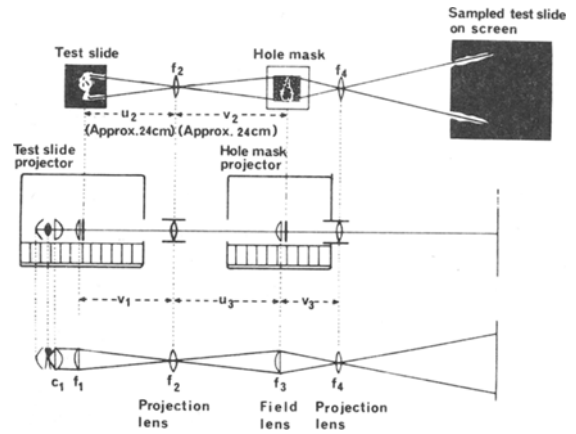 Sampled test slide
on screen
Test slide
f2
Hole mask
f4
u2
v2
(Approx.24cm)
(Approx.24cm)
Test slide
projector
Hole mask
projector
v1
u3
v3
c1
f1
f2
f3
f4
Projection
lens
Field
lens
Projection
lens